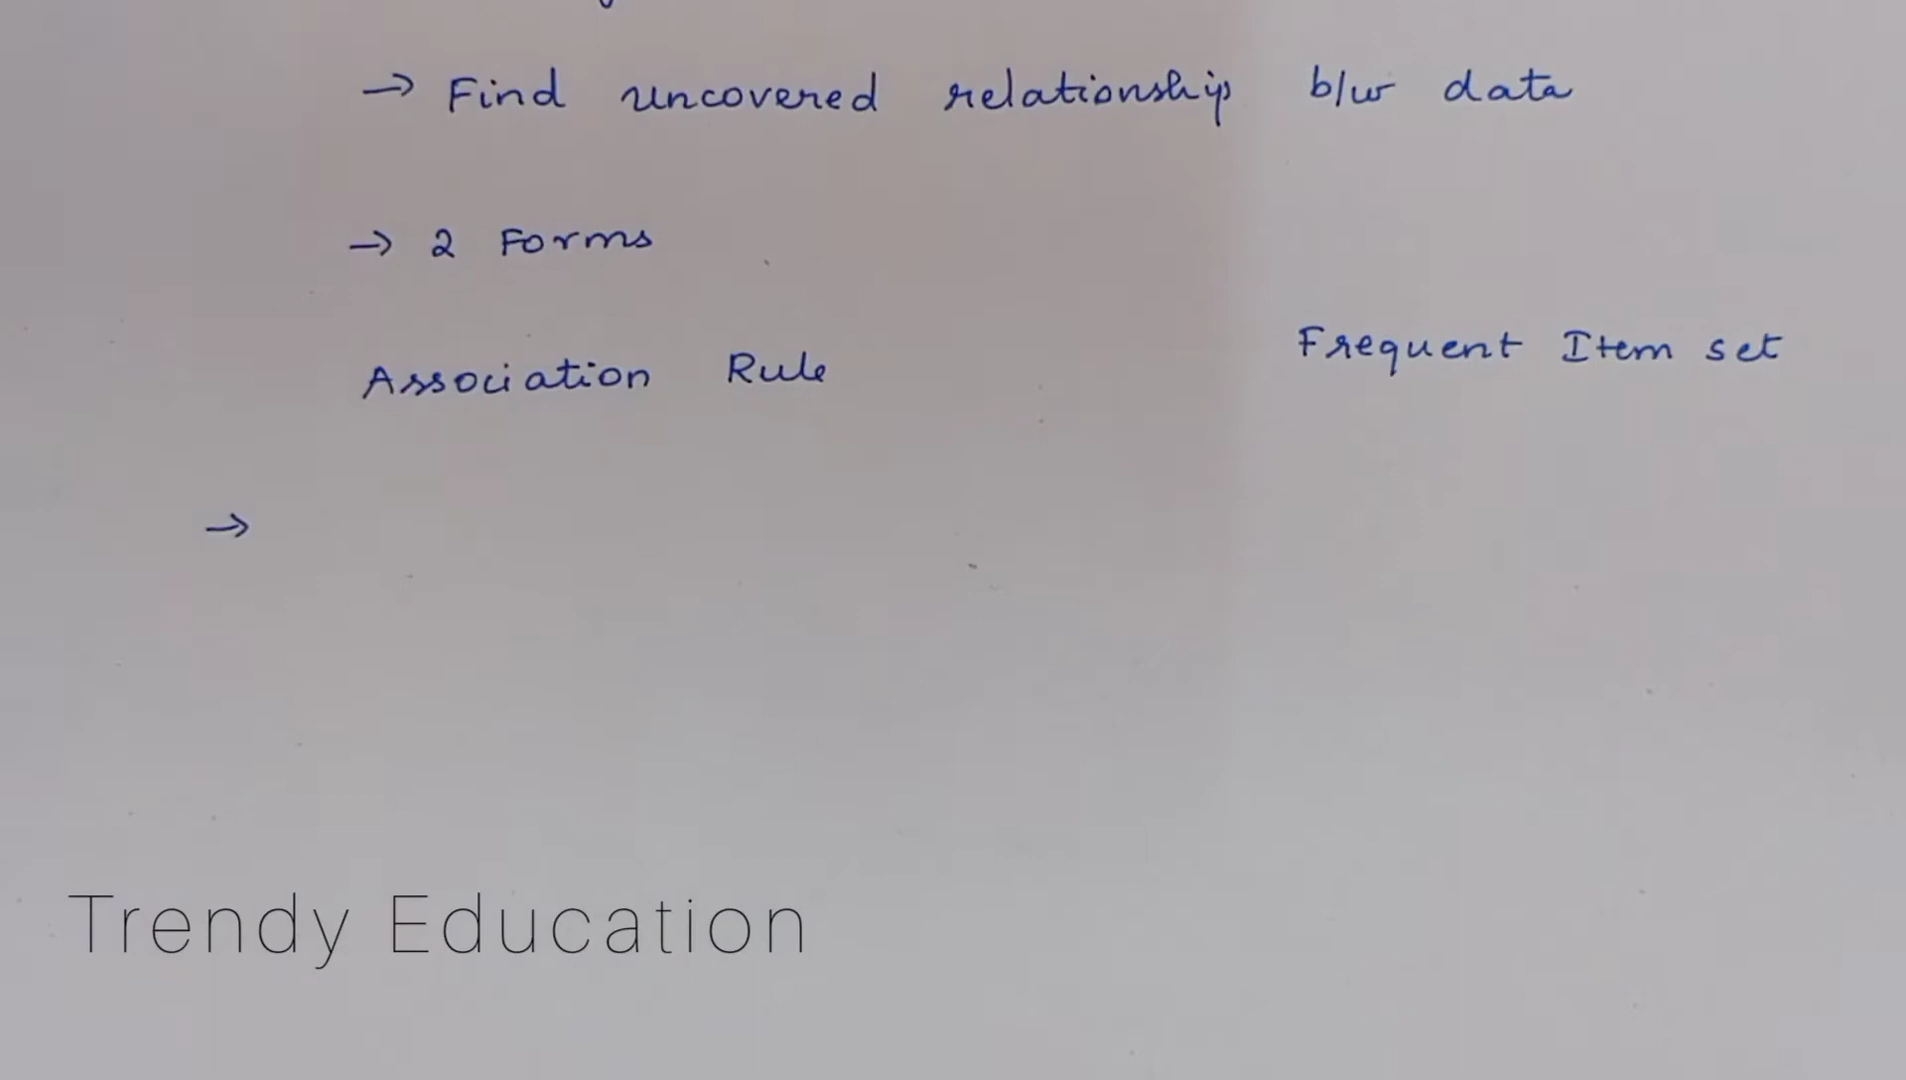 → Find uncovered relationship b/w data
→ 2 Forms
Association Rule Frequent Item set
→
Trendy Education